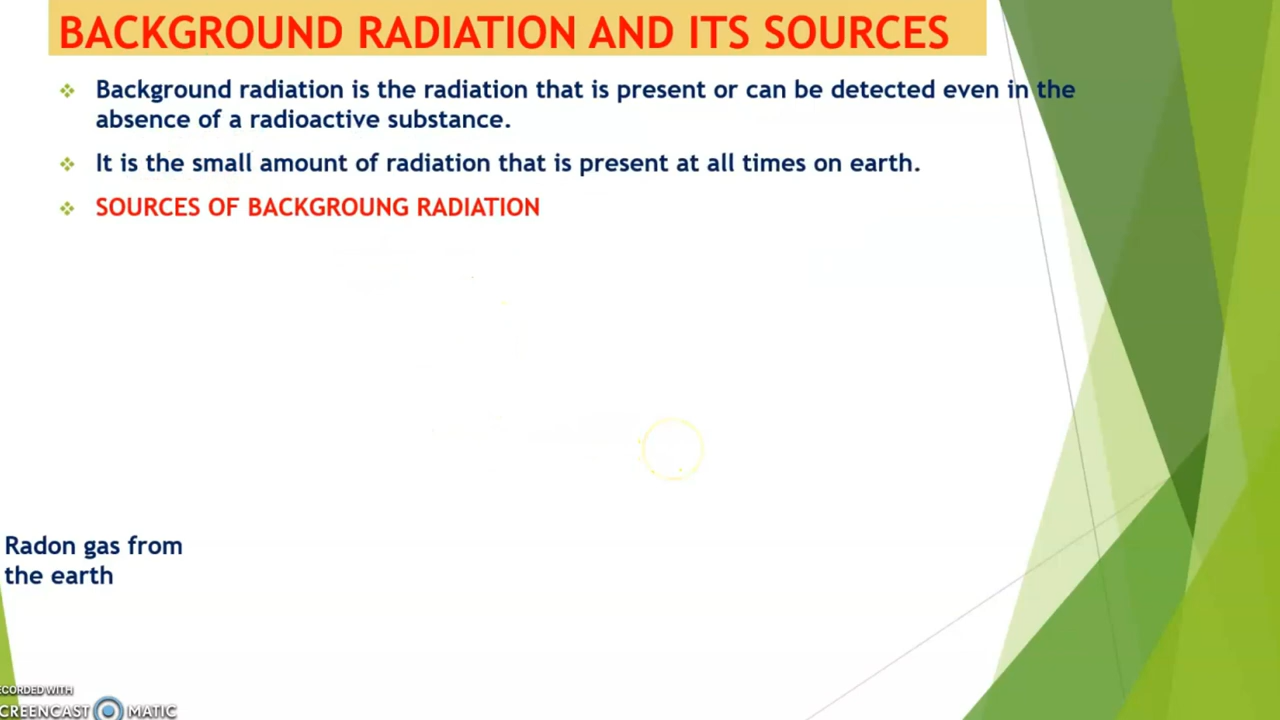 BACKGROUND RADIATION AND ITS SOURCES
Background radiation is the radiation that is present or can be detected even in the
absence of a radioactive substance.
It is the small amount of radiation that is present at all times on earth.
SOURCES OF BACKGROUNG RADIATION
Radon gas from
the earth
ECORDED WITH
CREENCAST MATIC